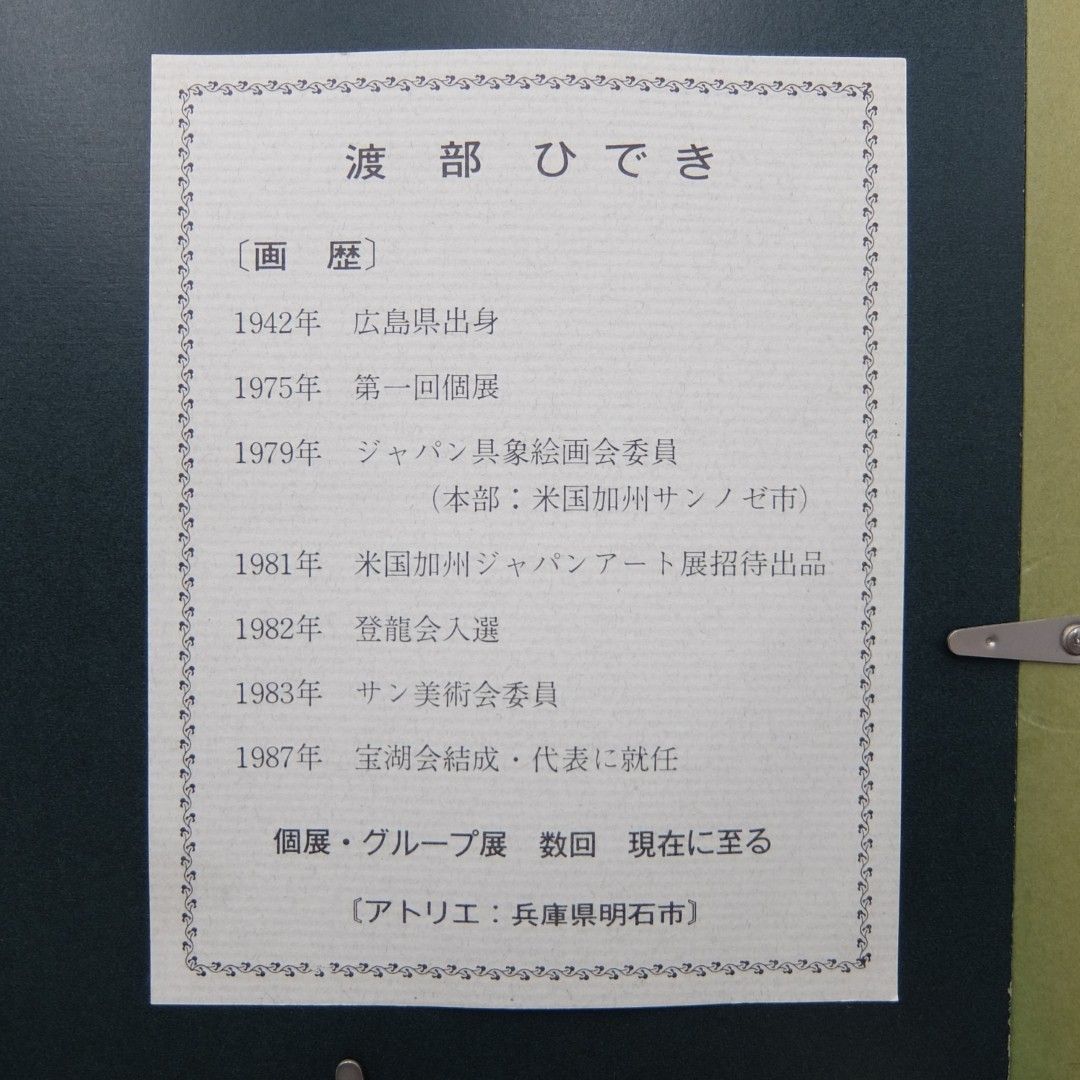 渡部ひでき
〔画 歴〕
1942年 広島県出身
1975年 第一回個展
1979年 ジャパン具象絵画会委員
(本部：米国加州サンノゼ市)
1981年 米国加州ジャパンアート展招待出品
1982年 登龍会入選
1983年 サン美術会委員
1987年 宝湖会結成・代表に就任
個展・グループ展 数回 現在に至る
〔アトリエ：兵庫県明石市〕